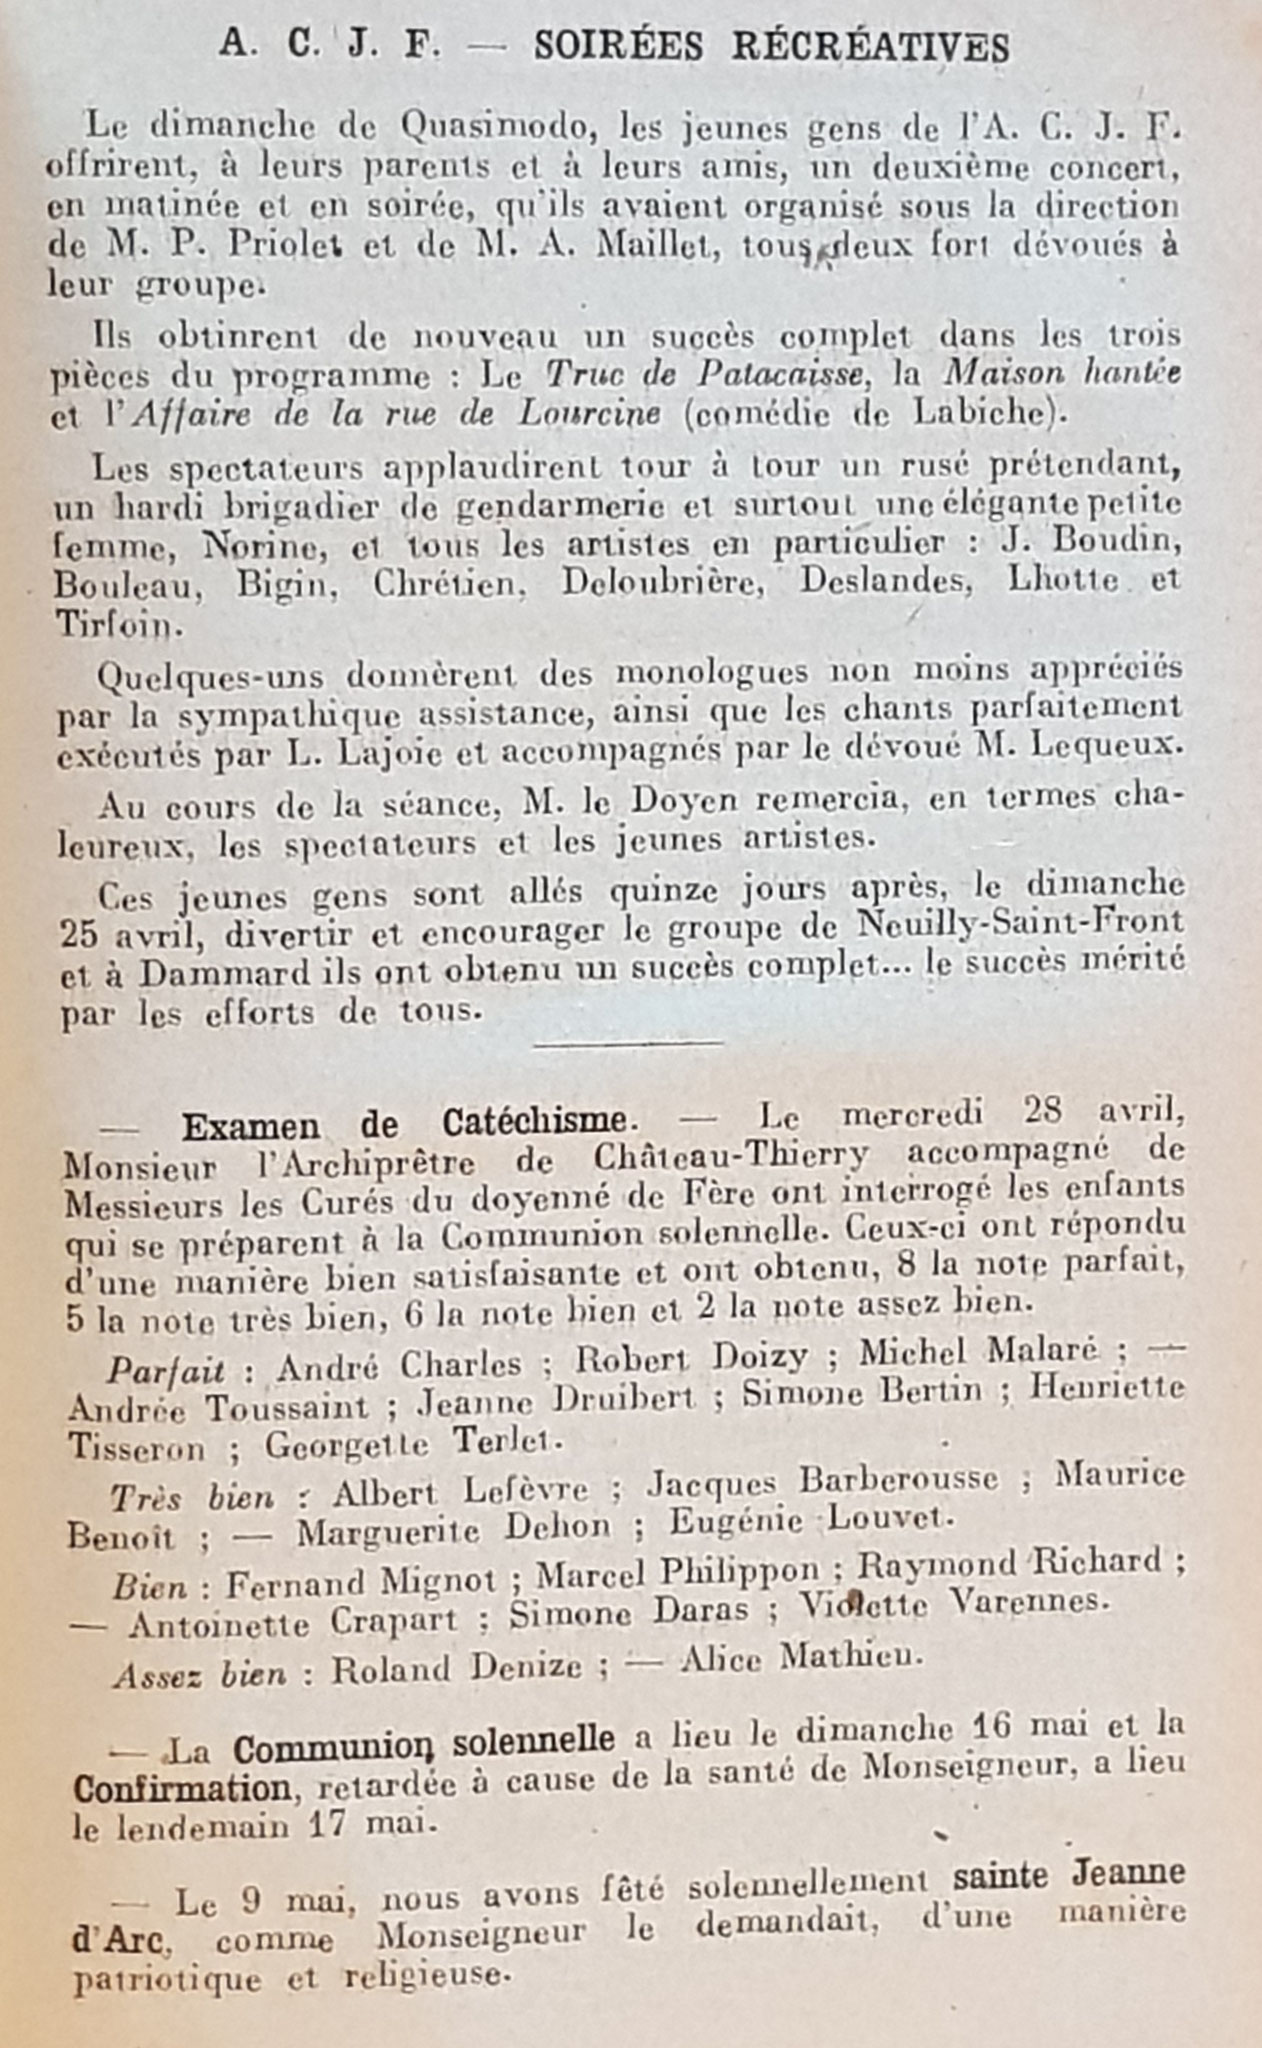 A. C. J. F. — SOIRÉES RÉCRÉATIVES
Le dimanche de Quasimodo, les jeunes gens de l'A. C. J. F.
offrirent, à leurs parents et à leurs amis, un deuxième concert,
en matinée et en soirée, qu'ils avaient organisé sous la direction
de M. P. Priolet et de M. A. Maillet, tous deux fort dévoués à
leur groupe.
Ils obtinrent de nouveau un succès complet dans les trois
pièces du programme : Le Truc de Patacaisse, la Maison hantée
et l'Affaire de la rue de Lourcine (comédie de Labiche).
Les spectateurs applaudirent tour à tour un rusé prétendant,
un hardi brigadier de gendarmerie et surtout une élégante petite
femme, Norine, et tous les artistes en particulier : J. Boudin,
Bouleau, Bigin, Chrétien, Deloubrière, Deslandes, Lhotte et
Tirfoin.
Quelques-uns donnèrent des monologues non moins appréciés
par la sympathique assistance, ainsi que les chants parfaitement
exécutés par L. Lajoie et accompagnés par le dévoué M. Lequeux.
Au cours de la séance, M. le Doyen remercia, en termes cha-
leureux, les spectateurs et les jeunes artistes.
Ces jeunes gens sont allés quinze jours après, le dimanche
25 avril, divertir et encourager le groupe de Neuilly-Saint-Front
et à Dammard ils ont obtenu un succès complet... le succès mérité
par les efforts de tous.
— Examen de Catéchisme. — Le mercredi 28 avril,
Monsieur l'Archiprêtre de Château-Thierry accompagné de
Messieurs les Curés du doyenné de Fère ont interrogé les enfants
qui se préparent à la Communion solennelle. Ceux-ci ont répondu
d'une manière bien satisfaisante et ont obtenu, 8 la note parfait,
5 la note très bien, 6 la note bien et 2 la note assez bien.
Parfait : André Charles ; Robert Doizy ; Michel Malaré ; —
Andrée Toussaint ; Jeanne Druibert ; Simone Bertin ; Henriette
Tisseron ; Georgette Terlet.
Très bien : Albert Lefèvre ; Jacques Barberousse ; Maurice
Benoît ; — Marguerite Dehon ; Eugénie Louvet.
Bien : Fernand Mignot ; Marcel Philippon ; Raymond Richard ;
— Antoinette Crapart ; Simone Daras ; Violette Varennes.
Assez bien : Roland Denize ; — Alice Mathieu.
— La Communion solennelle a lieu le dimanche 16 mai et la
Confirmation, retardée à cause de la santé de Monseigneur, a lieu
le lendemain 17 mai.
— Le 9 mai, nous avons fêté solennellement sainte Jeanne
d'Arc, comme Monseigneur le demandait, d'une manière
patriotique et religieuse.